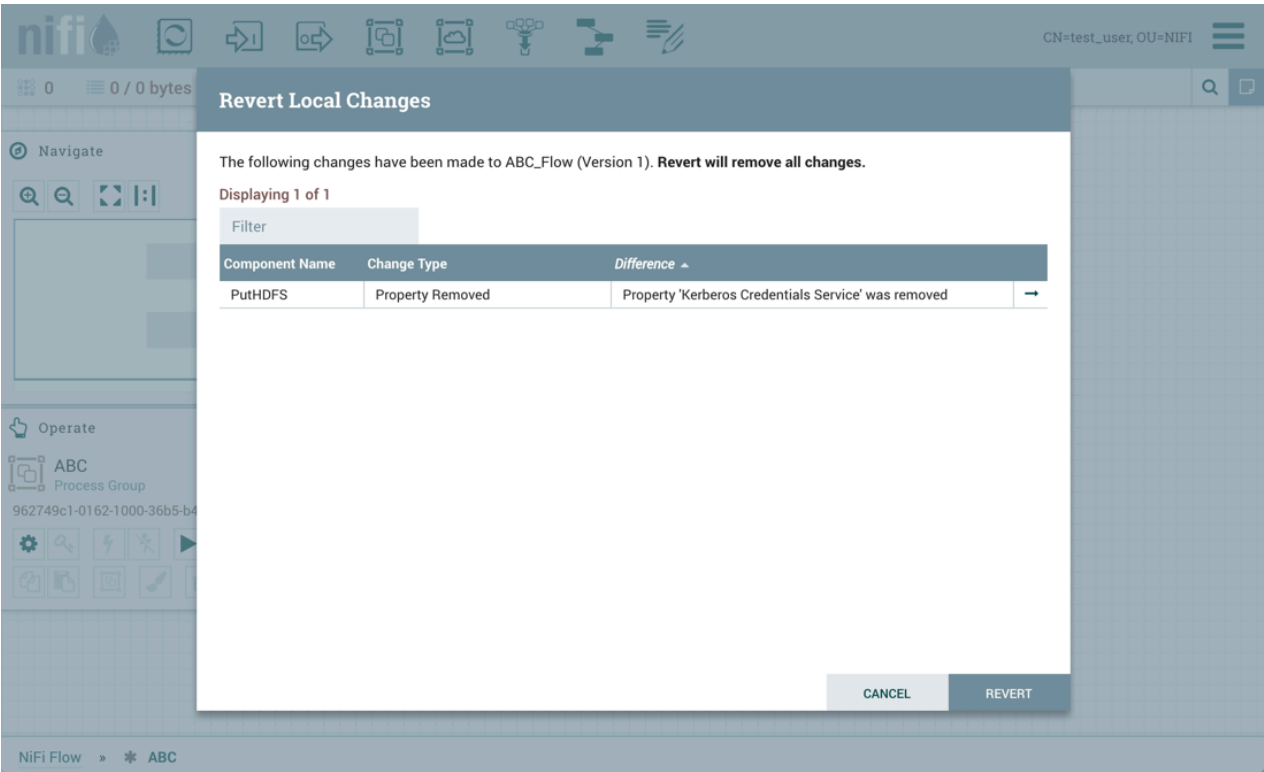 nifi
CN=test_user, OU=NIFI
0
0 / 0 bytes
Revert Local Changes
Navigate
The following changes have been made to ABC_Flow (Version 1). Revert will remove all changes.
Displaying 1 of 1
Filter
Component Name Change Type Difference
PutHDFS Property Removed Property 'Kerberos Credentials Service' was removed
Operate
ABC
Process Group
962749c1-0162-1000-36b5-b4
CANCEL REVERT
NiFi Flow » ABC